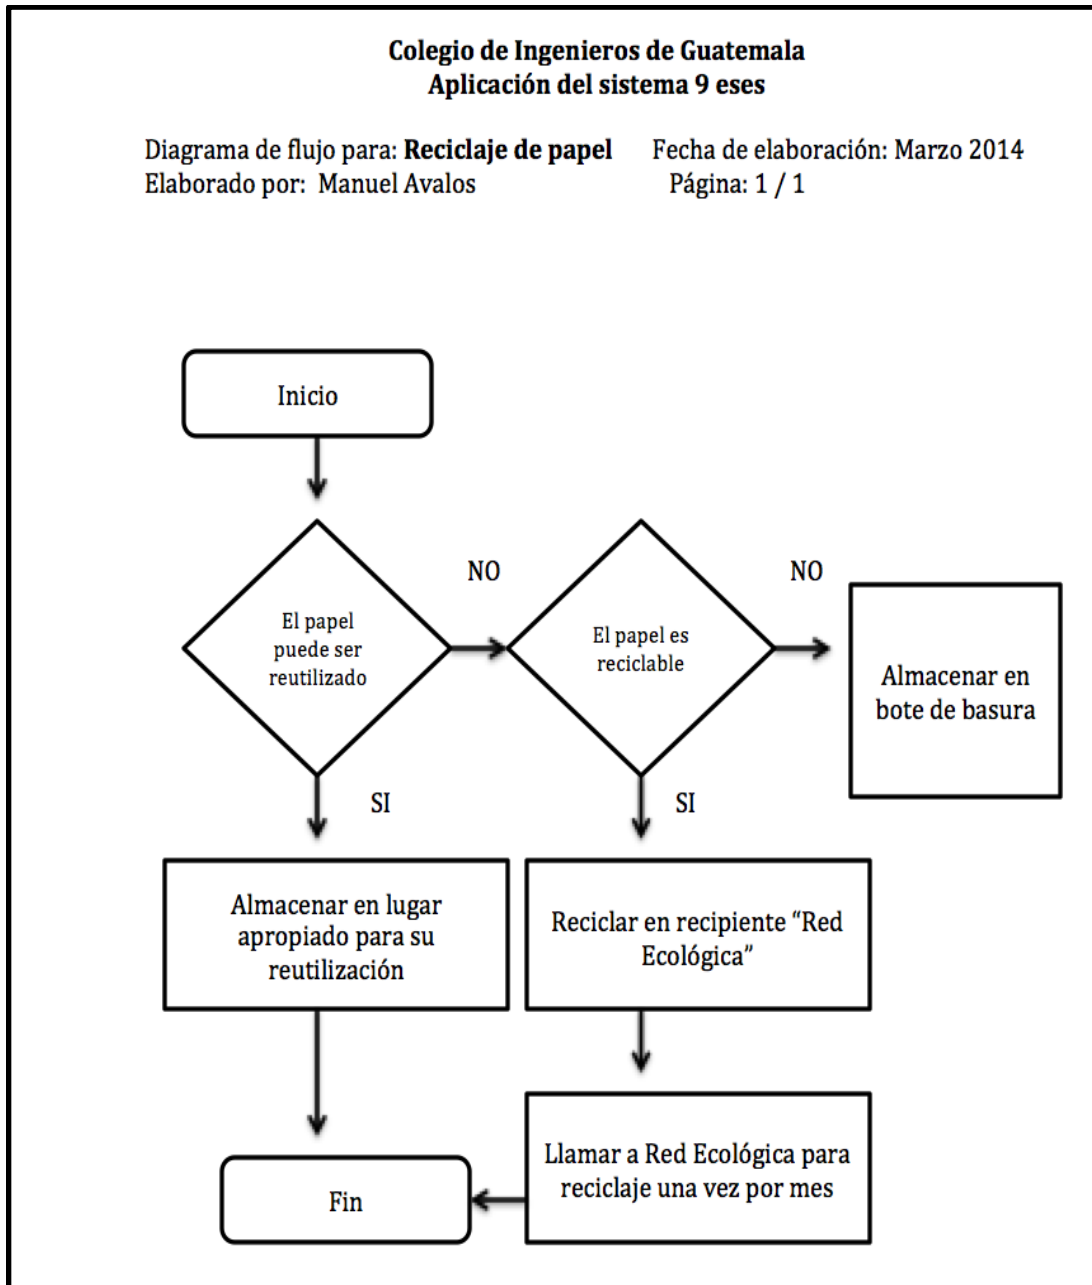 Colegio de Ingenieros de Guatemala
Aplicación del sistema 9 eses
Diagrama de flujo para: Reciclaje de papel Fecha de elaboración: Marzo 2014
Elaborado por: Manuel Avalos Página: 1 / 1
Inicio
NO
NO
El papel
puede ser
reutilizado
El papel es
reciclable
Almacenar en
bote de basura
SI
SI
Almacenar en lugar
apropiado para su
reutilización
Reciclar en recipiente “Red
Ecológica”
Llamar a Red Ecológica para
reciclaje una vez por mes
Fin